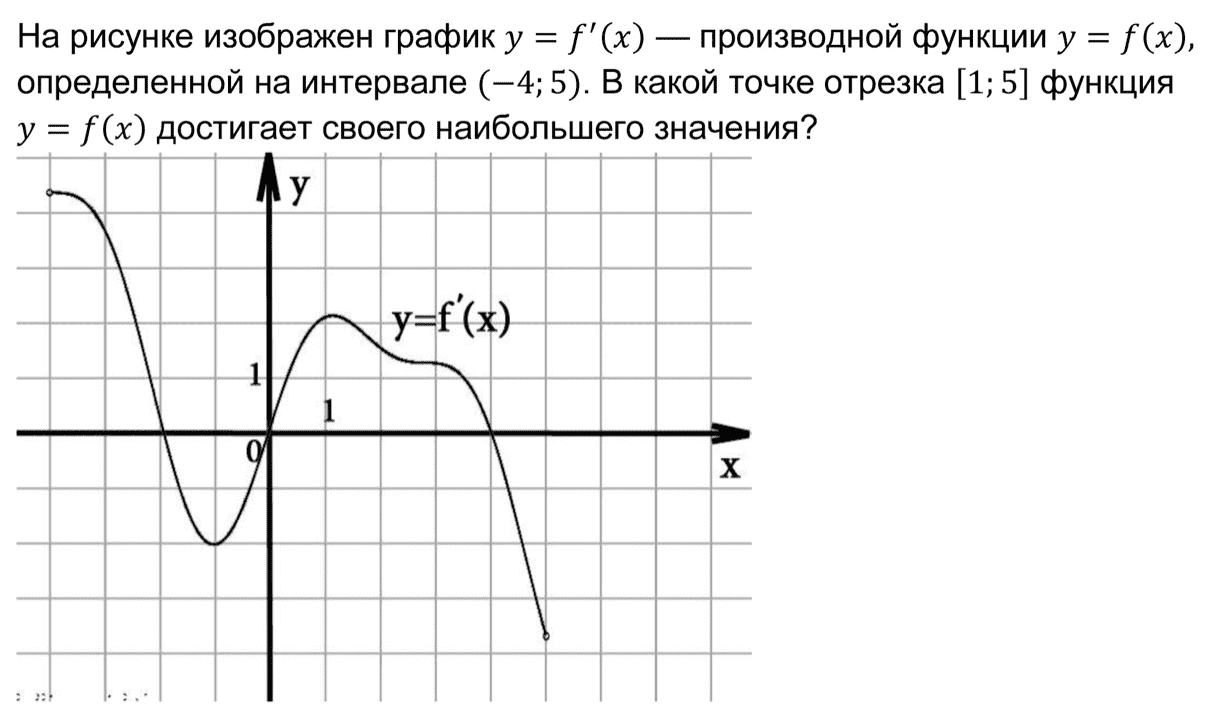 На рисунке изображен график y = f′(x) — производной функции y = f(x),
определенной на интервале (−4; 5). В какой точке отрезка [1; 5] функция
y = f(x) достигает своего наибольшего значения?
y
y=f′(x)
1
1
0
x